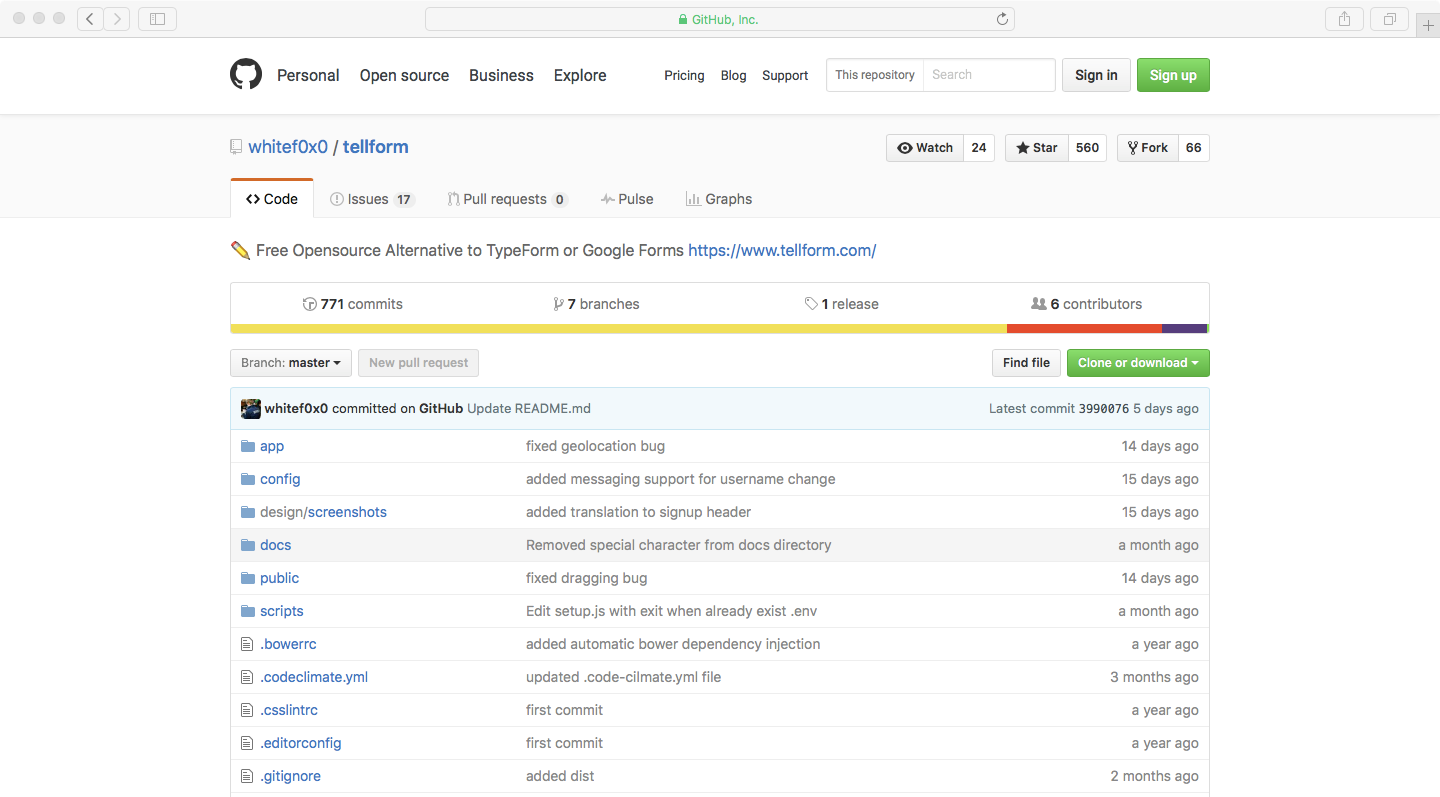 GitHub, Inc.
Personal Open source Business Explore Pricing Blog Support This repository Search Sign in Sign up
whitef0x0 / tellform Watch 24 Star 560 Fork 66
Code Issues 17 Pull requests 0 Pulse Graphs
Free Opensource Alternative to TypeForm or Google Forms https://www.tellform.com/
771 commits 7 branches 1 release 6 contributors
Branch: master New pull request Find file Clone or download
whitef0x0 committed on GitHub Update README.md Latest commit 3990076 5 days ago
app fixed geolocation bug 14 days ago
config added messaging support for username change 15 days ago
design/screenshots added translation to signup header 15 days ago
docs Removed special character from docs directory a month ago
public fixed dragging bug 14 days ago
scripts Edit setup.js with exit when already exist .env a month ago
.bowerrc added automatic bower dependency injection a year ago
.codeclimate.yml updated .code-cilmate.yml file 3 months ago
.csslintrc first commit a year ago
.editorconfig first commit a year ago
.gitignore added dist 2 months ago